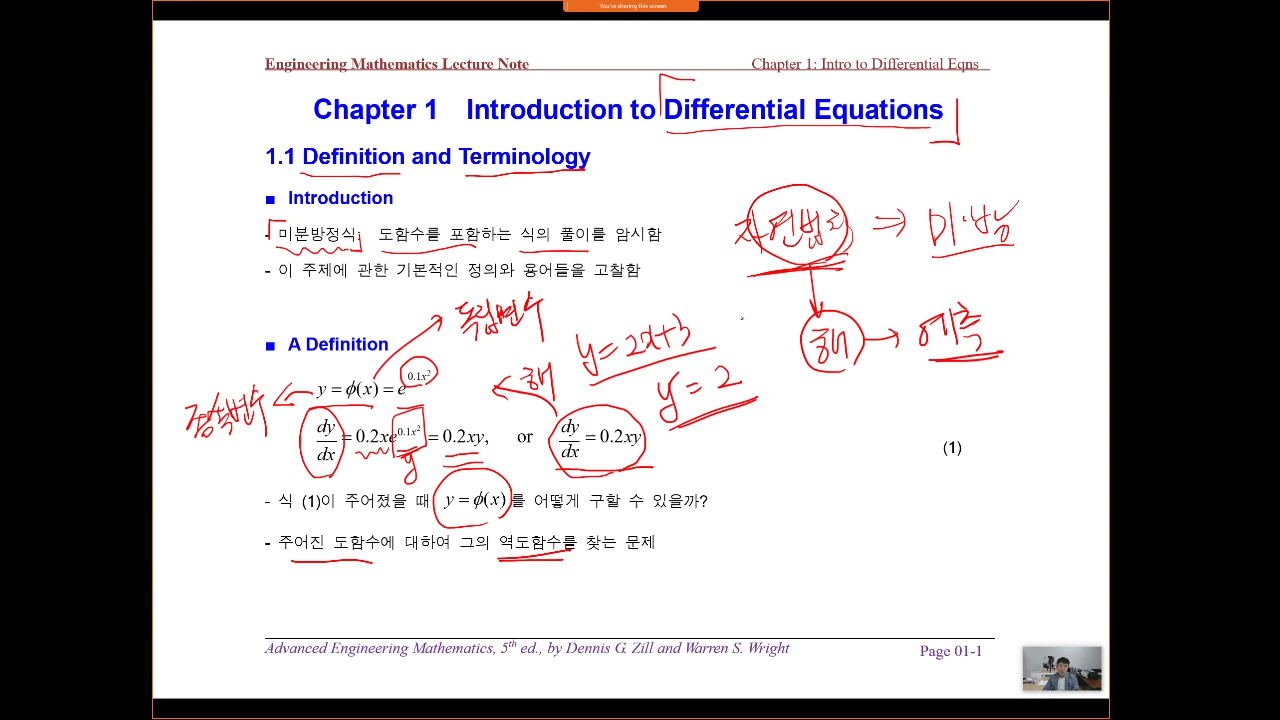 You're sharing this screen
Engineering Mathematics Lecture Note Chapter 1: Intro to Differential Eqns
Chapter 1 Introduction to Differential Equations
1.1 Definition and Terminology
■ Introduction
- 미분방정식: 도함수를 포함하는 식의 풀이를 암시함
자연법칙 ⇒ 미·방
- 이 주제에 관한 기본적인 정의와 용어들을 고찰함
독립변수
해 → 예측
y = 2x+3
■ A Definition
해
y = 2
종속변수
y = ϕ(x) = e^{0.1x^2}
dy/dx = 0.2xe^{0.1x^2} = 0.2xy, or dy/dx = 0.2xy (1)
y
- 식 (1)이 주어졌을 때 y = ϕ(x) 를 어떻게 구할 수 있을까?
- 주어진 도함수에 대하여 그의 역도함수를 찾는 문제
Advanced Engineering Mathematics, 5th ed., by Dennis G. Zill and Warren S. Wright Page 01-1